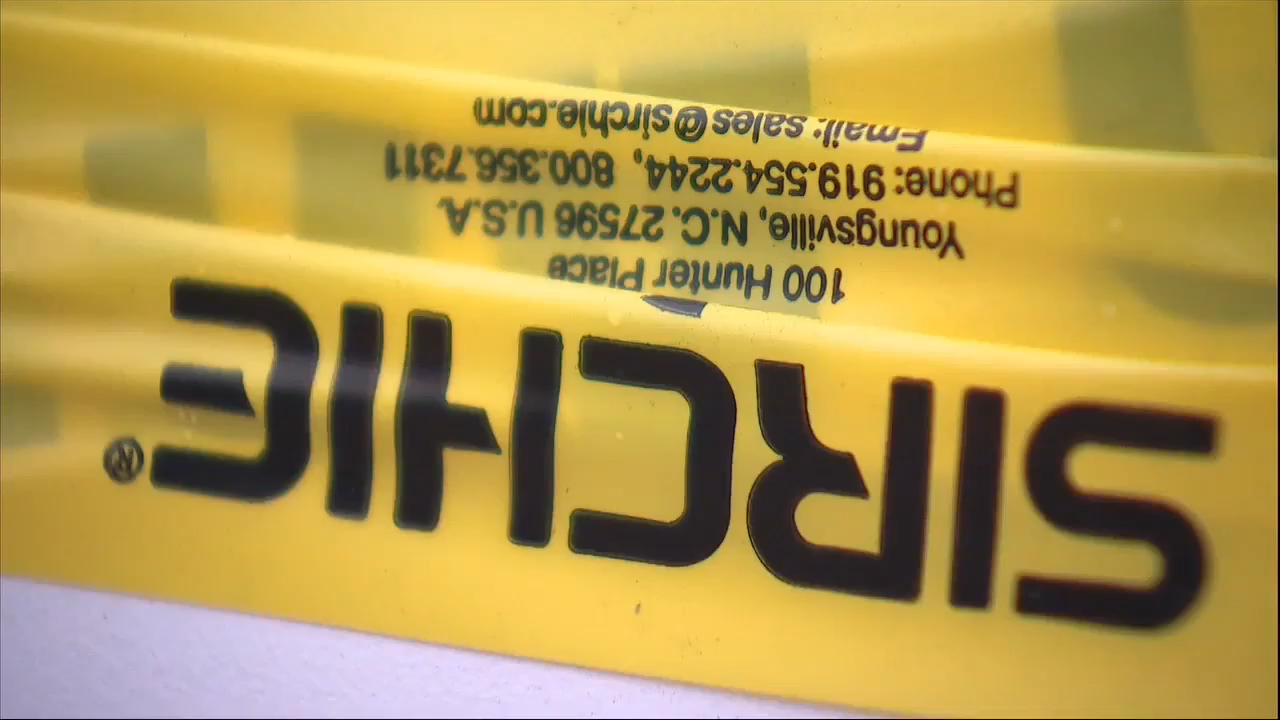 SIRCHIE®
100 Hunter Place
Youngsville, N.C. 27596 U.S.A.
Phone: 919.554.2244, 800.356.7311
Email: sales@sirchie.com